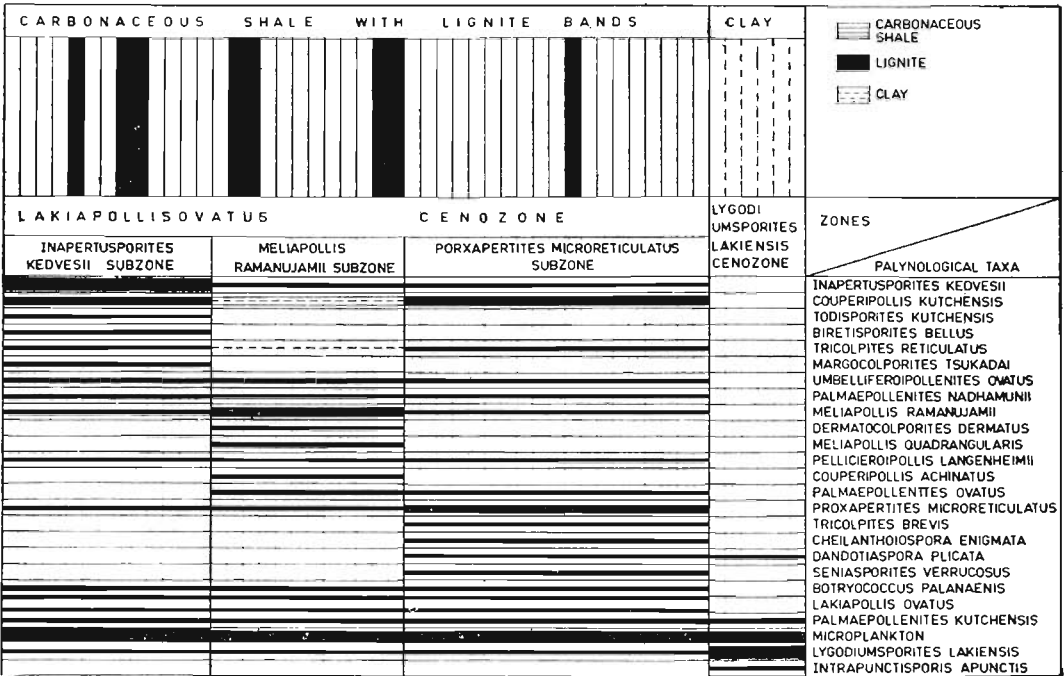 CARBONACEOUS SHALE WITH LIGNITE BANDS
CLAY
CARBONACEOUS
SHALE
LIGNITE
CLAY
LAKIAPOLLISOVATUS CENOZONE
LYGODI
UMSPORITES
LAKIENSIS
CENOZONE
ZONES
PALYNOLOGICAL TAXA
INAPERTUSPORITES
KEDVESII SUBZONE
MELIAPOLLIS
RAMANUJAMII SUBZONE
PORXAPERTITES MICRORETICULATUS
SUBZONE
INAPERTUSPORITES KEDVESII
COUPERIPOLLIS KUTCHENSIS
TODISPORITES KUTCHENSIS
BIRETISPORITES BELLUS
TRICOLPITES RETICULATUS
MARGOCOLPORITES TSUKADAI
UMBELLIFEROIPOLLENITES OVATUS
PALMAEPOLLENITES NADHAMUNII
MELIAPOLLIS RAMANUJAMII
DERMATOCOLPORITES DERMATUS
MELIAPOLLIS QUADRANGULARIS
PELLICIEROIPOLLIS LANGENHEIMII
COUPERIPOLLIS ACHINATUS
PALMAEPOLLENTTES OVATUS
PROXAPERTITES MICRORETICULATUS
TRICOLPITES BREVIS
CHEILANTHOIOSPORA ENIGMATA
DANDOTIASPORA PLICATA
SENIASPORITES VERRUCOSUS
BOTRYOCOCCUS PALANAENIS
LAKIAPOLLIS OVATUS
PALMAEPOLLENITES KUTCHENSIS
MICROPLANKTON
LYGODIUMSPORITES LAKIENSIS
INTRAPUNCTISPORIS APUNCTIS